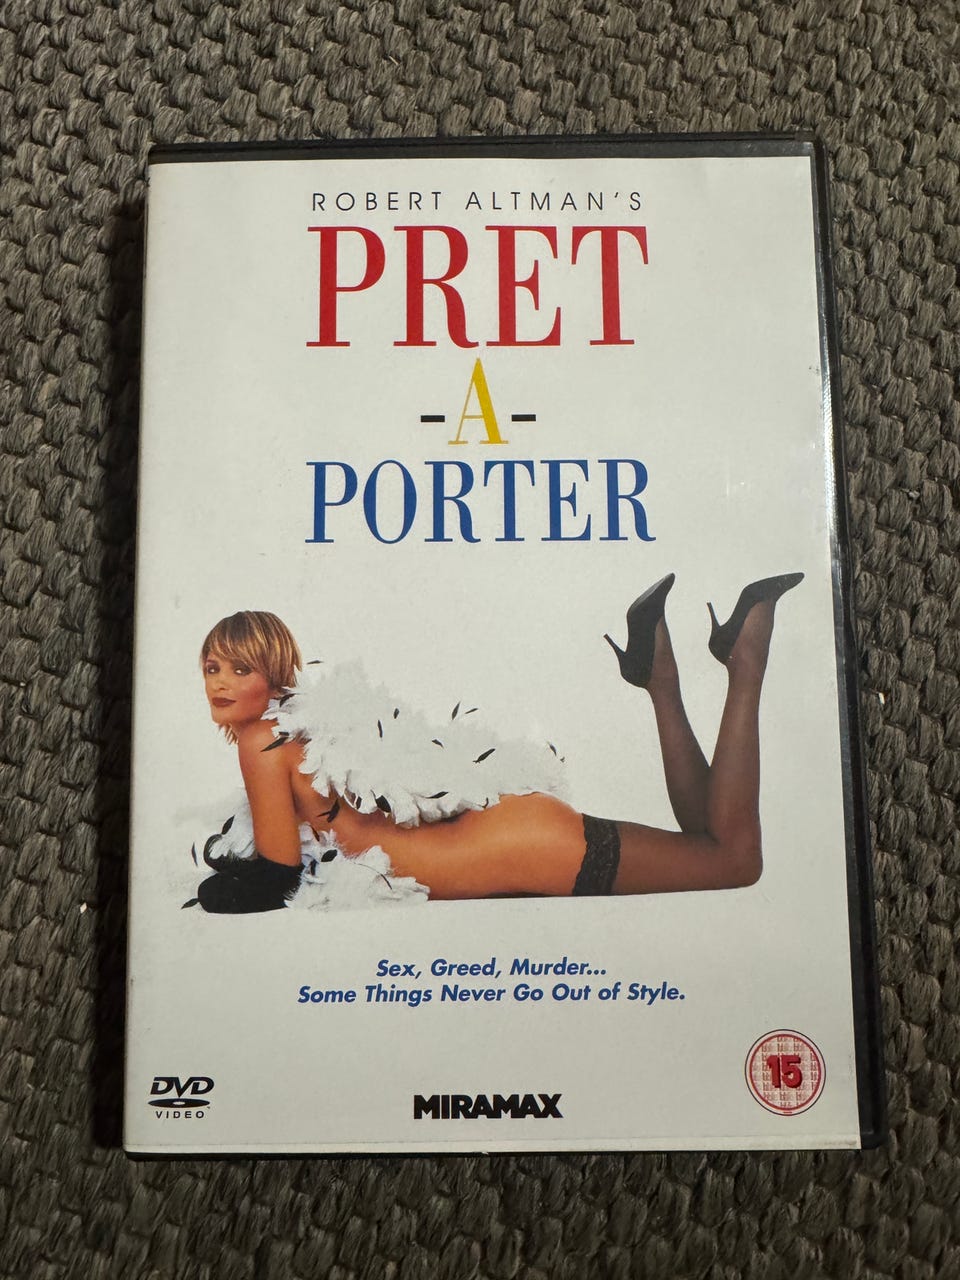 ROBERT ALTMAN'S
PRET
-A-
PORTER
Sex, Greed, Murder...
Some Things Never Go Out of Style.
DVD
VIDEO
MIRAMAX
15